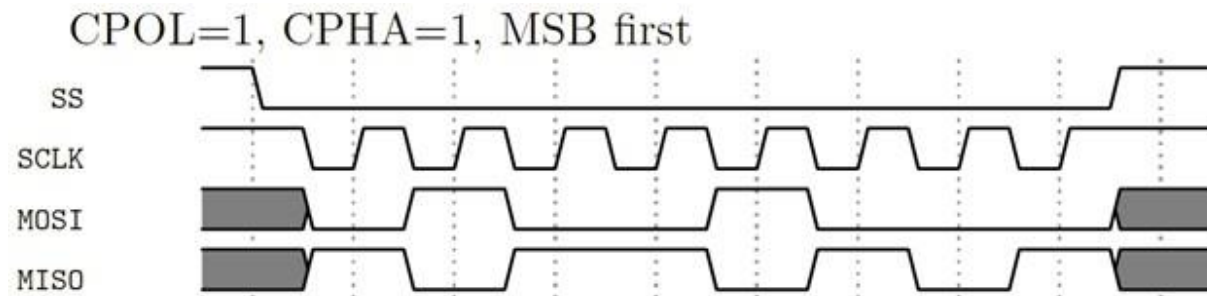 CPOL=1, CPHA=1, MSB first
SS
SCLK
MOSI
MISO